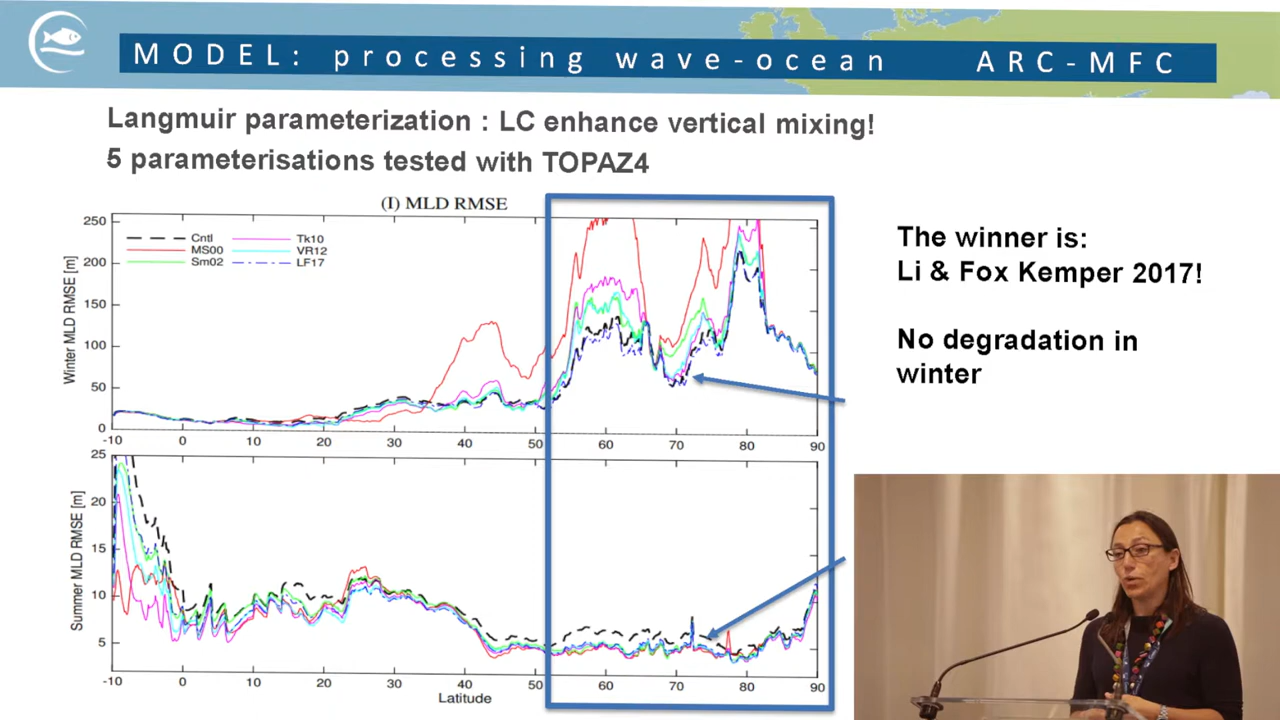 MODEL: processing wave-ocean ARC-MFC
Langmuir parameterization : LC enhance vertical mixing!
5 parameterisations tested with TOPAZ4
(I) MLD RMSE
250
200
150
100
50
0
Winter MLD RMSE [m]
Cntl
MS00
Sm02
Tk10
VR12
LF17
-10 0 10 20 30 40 50 60 70 80 90
25
20
15
10
5
Summer MLD RMSE [m]
-10 0 10 20 30 40 50 60 70 80 90
Latitude
The winner is:
Li & Fox Kemper 2017!
No degradation in
winter